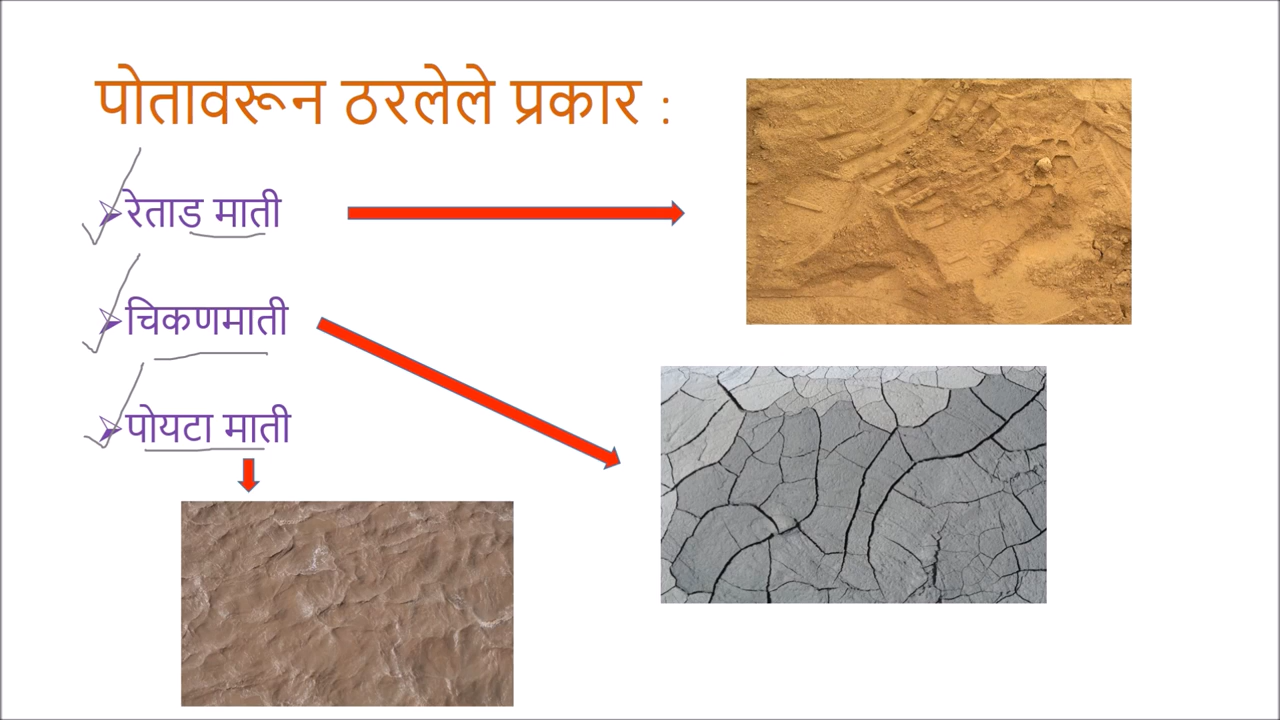 पोतावरून ठरलेले प्रकार :
रेताड माती
चिकणमाती
पोयटा माती